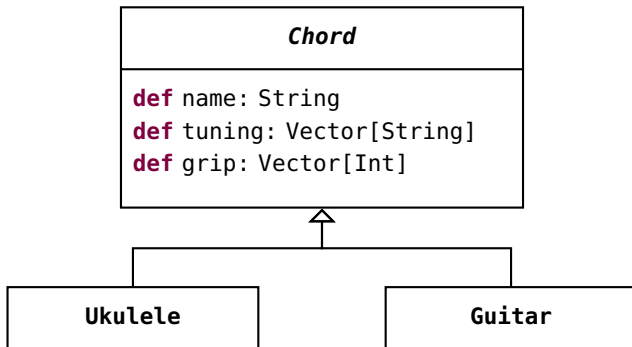 Chord
def name: String
def tuning: Vector[String]
def grip: Vector[Int]
Ukulele
Guitar